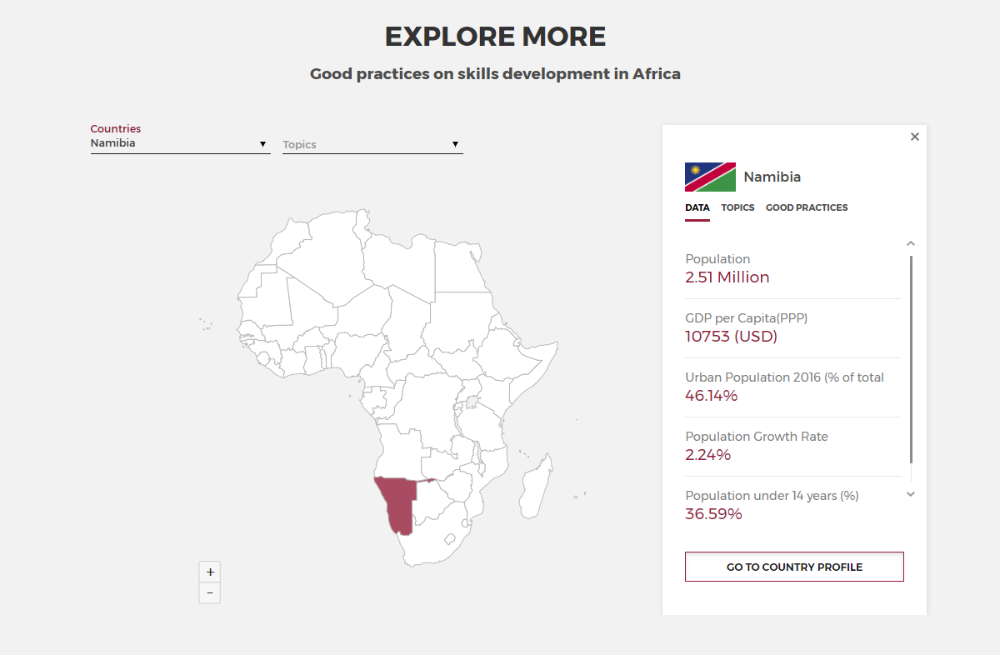 EXPLORE MORE
Good practices on skills development in Africa
Countries
Namibia
Topics
Namibia
DATA TOPICS GOOD PRACTICES
Population
2.51 Million
GDP per Capita(PPP)
10753 (USD)
Urban Population 2016 (% of total
46.14%
Population Growth Rate
2.24%
Population under 14 years (%)
36.59%
GO TO COUNTRY PROFILE
+
−